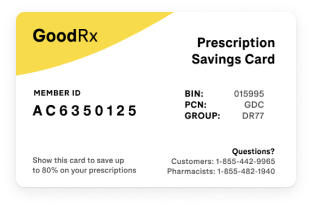 GoodRx
Prescription
Savings Card
MEMBER ID
AC6350125
BIN: 015995
PCN: GDC
GROUP: DR77
Show this card to save up
to 80% on your prescriptions
Questions?
Customers: 1-855-442-9965
Pharmacists: 1-855-482-1940